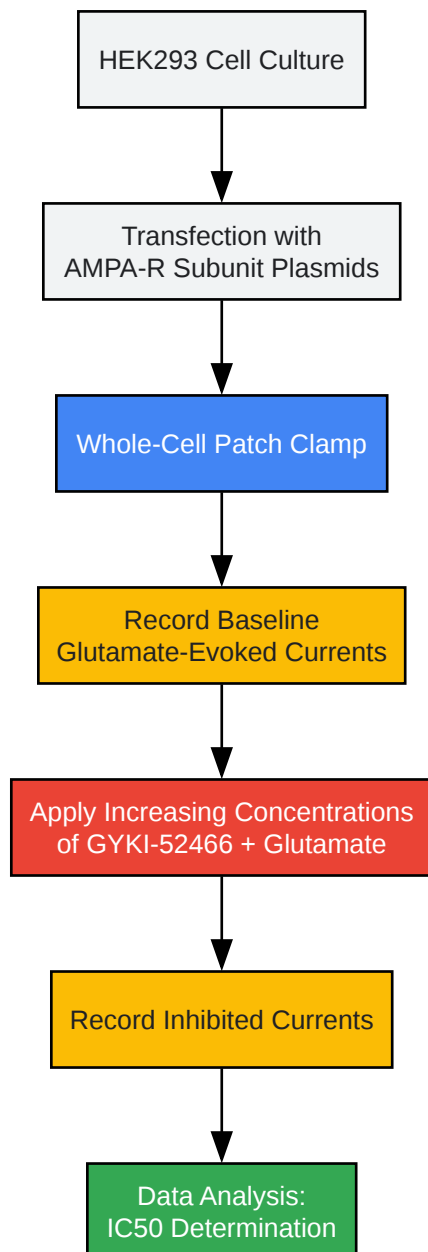 HEK293 Cell Culture
Transfection with
AMPA-R Subunit Plasmids
Whole-Cell Patch Clamp
Record Baseline
Glutamate-Evoked Currents
Apply Increasing Concentrations
of GYKI-52466 + Glutamate
Record Inhibited Currents
Data Analysis:
IC50 Determination